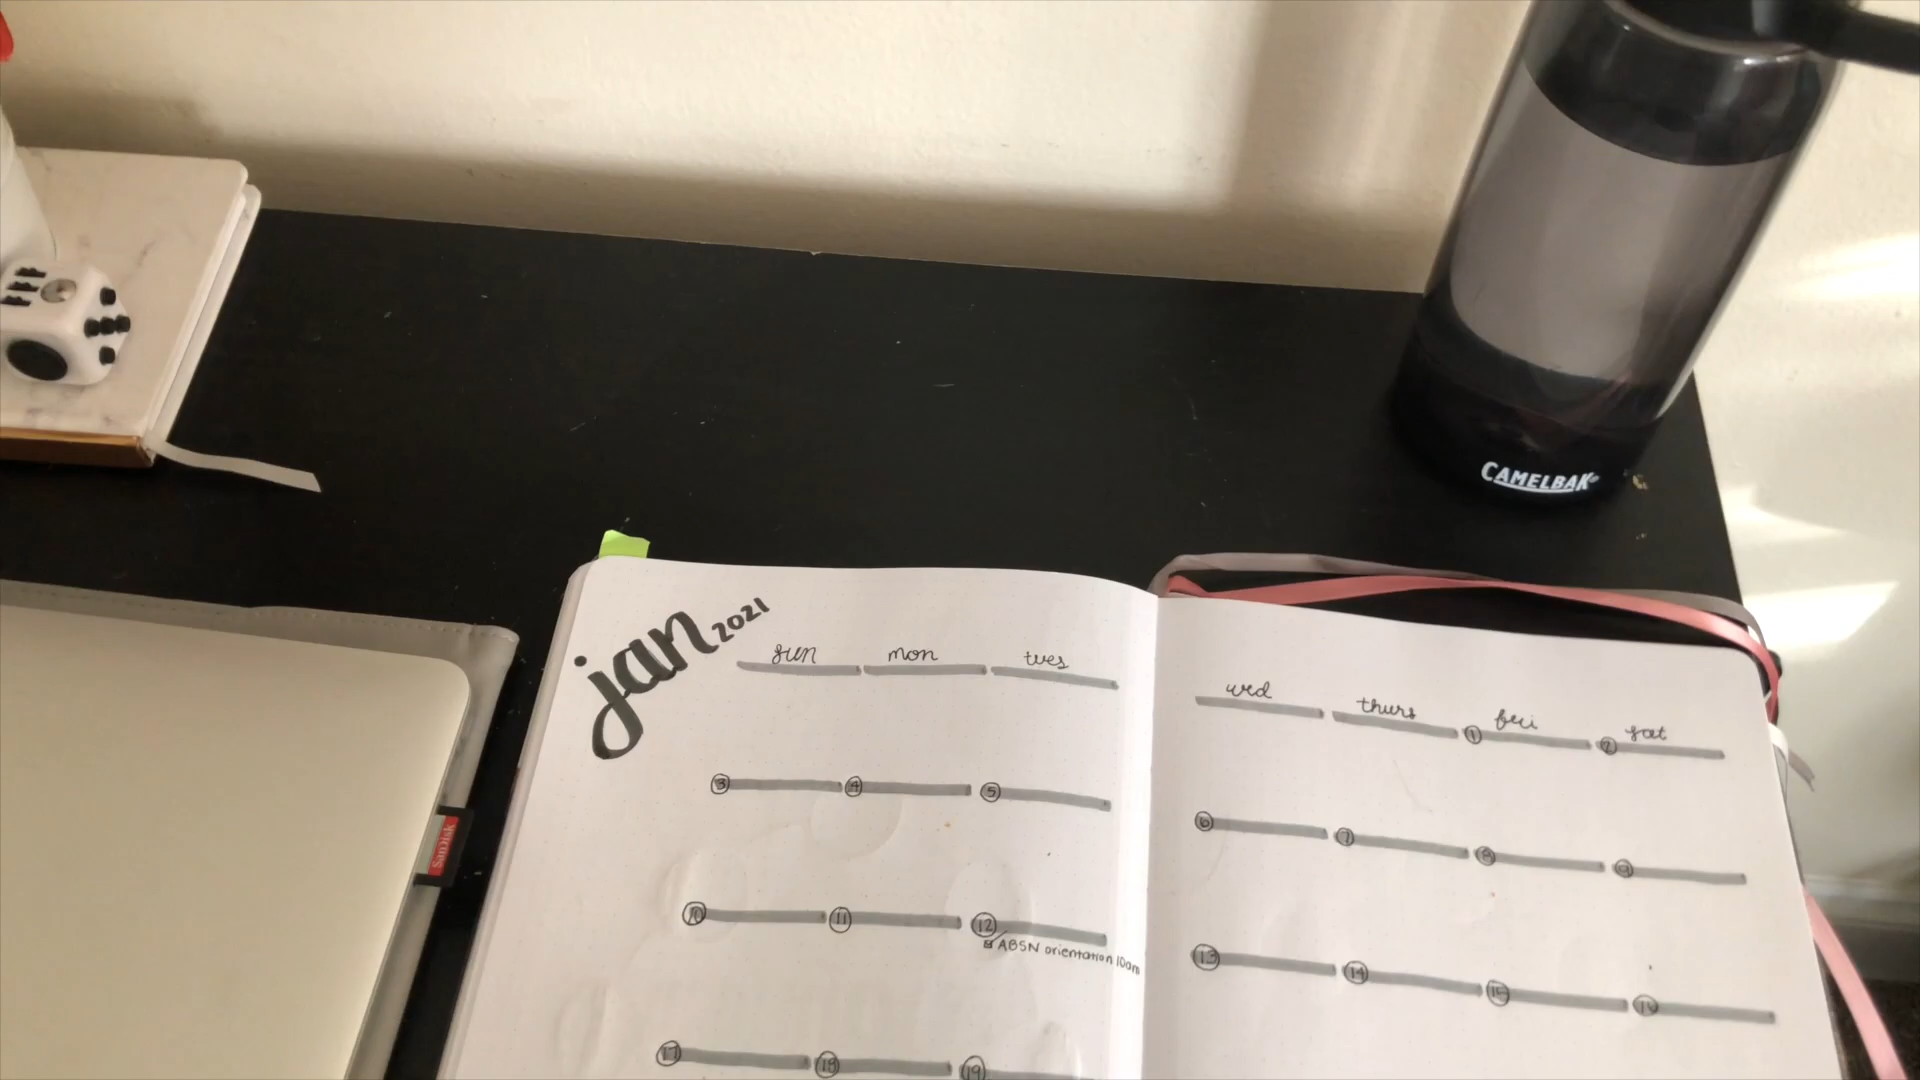 CAMELBAK
jan 2021
sun mon tues
wed thurs fri sat
1 2
3 4 5
6 7 8 9
10 11 12
ABSN orientation 10am
13 14 15 16
17 18 19
SanDisk